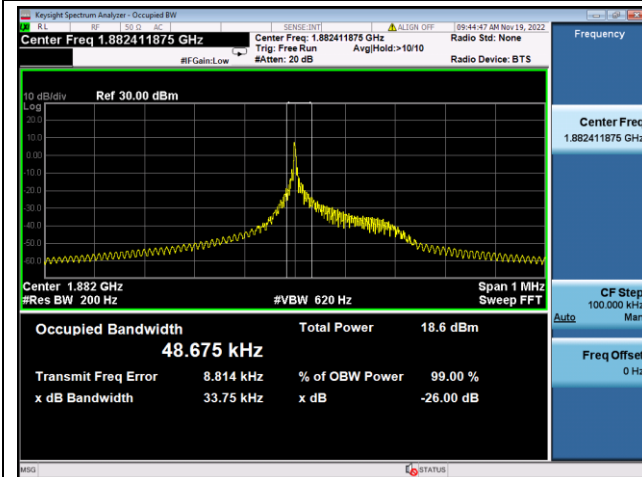 Keysight Spectrum Analyzer - Occupied BW
RL RF 50 Ω AC SENSE:INT ALIGN OFF 09:44:47 AM Nov 19, 2022
Center Freq 1.882411875 GHz
Center Freq: 1.882411875 GHz
Radio Std: None
Trig: Free Run Avg|Hold:>10/10
#IFGain:Low #Atten: 20 dB Radio Device: BTS
Frequency
10 dB/div Ref 30.00 dBm
Log
20.0
10.0
0.00
-10.0
-20.0
-30.0
-40.0
-50.0
-60.0
Center 1.882 GHz Span 1 MHz
#Res BW 200 Hz #VBW 620 Hz Sweep FFT
Occupied Bandwidth Total Power 18.6 dBm
48.675 kHz
Transmit Freq Error 8.814 kHz % of OBW Power 99.00 %
x dB Bandwidth 33.75 kHz x dB -26.00 dB
Center Freq
1.882411875 GHz
CF Step
100.000 kHz
Auto Man
Freq Offset
0 Hz
MSG STATUS